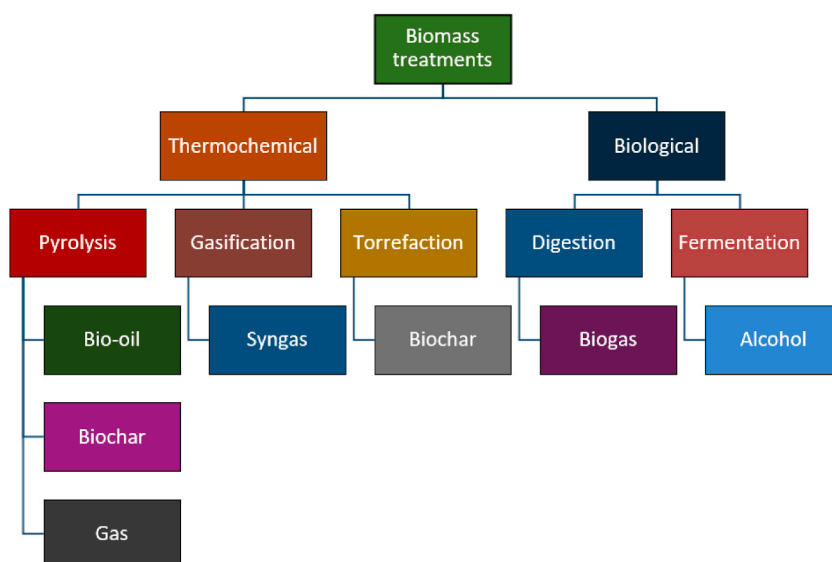 Biomass
treatments
Thermochemical
Biological
Pyrolysis
Gasification
Torrefaction
Digestion
Fermentation
Bio-oil
Syngas
Biochar
Biogas
Alcohol
Biochar
Gas